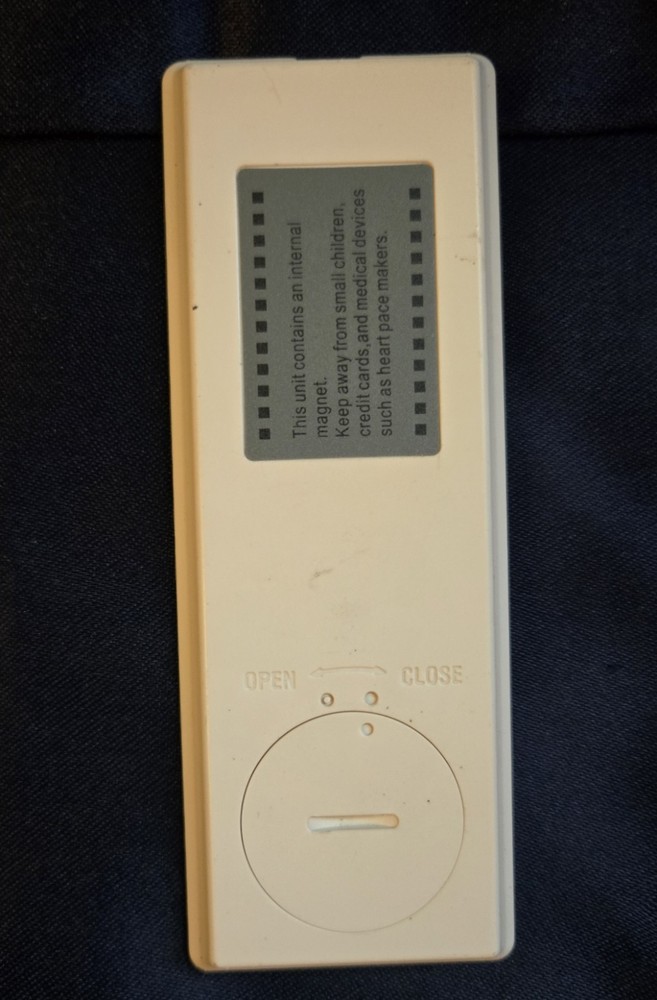 This unit contains an internal
magnet.
Keep away from small children,
credit cards,and medical devices
such as heart pace makers.
OPEN CLOSE